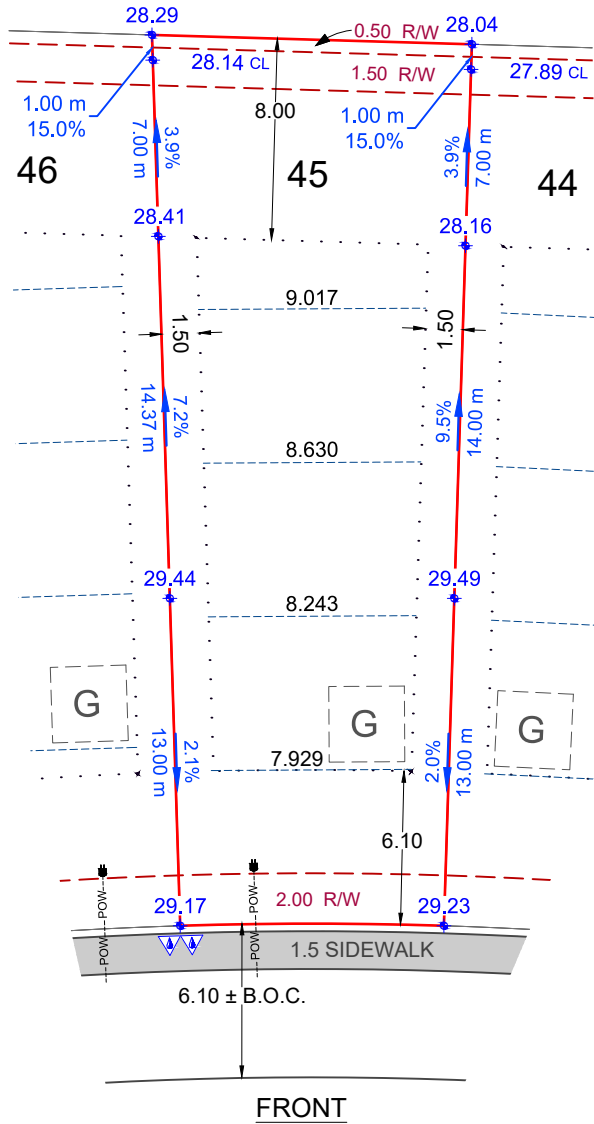 28.29
28.04
0.50 R/W
28.14 CL
1.50 R/W
27.89 CL
1.00 m
15.0%
1.00 m
15.0%
8.00
3.9%
7.00 m
3.9%
7.00 m
46
45
44
28.41
28.16
9.017
1.50
1.50
7.2%
14.37 m
9.5%
14.00 m
8.630
29.44
29.49
8.243
G
G
G
2.1%
13.00 m
2.0%
13.00 m
7.929
6.10
POW
POW
POW
POW
2.00 R/W
29.17
29.23
1.5 SIDEWALK
6.10 ± B.O.C.
FRONT